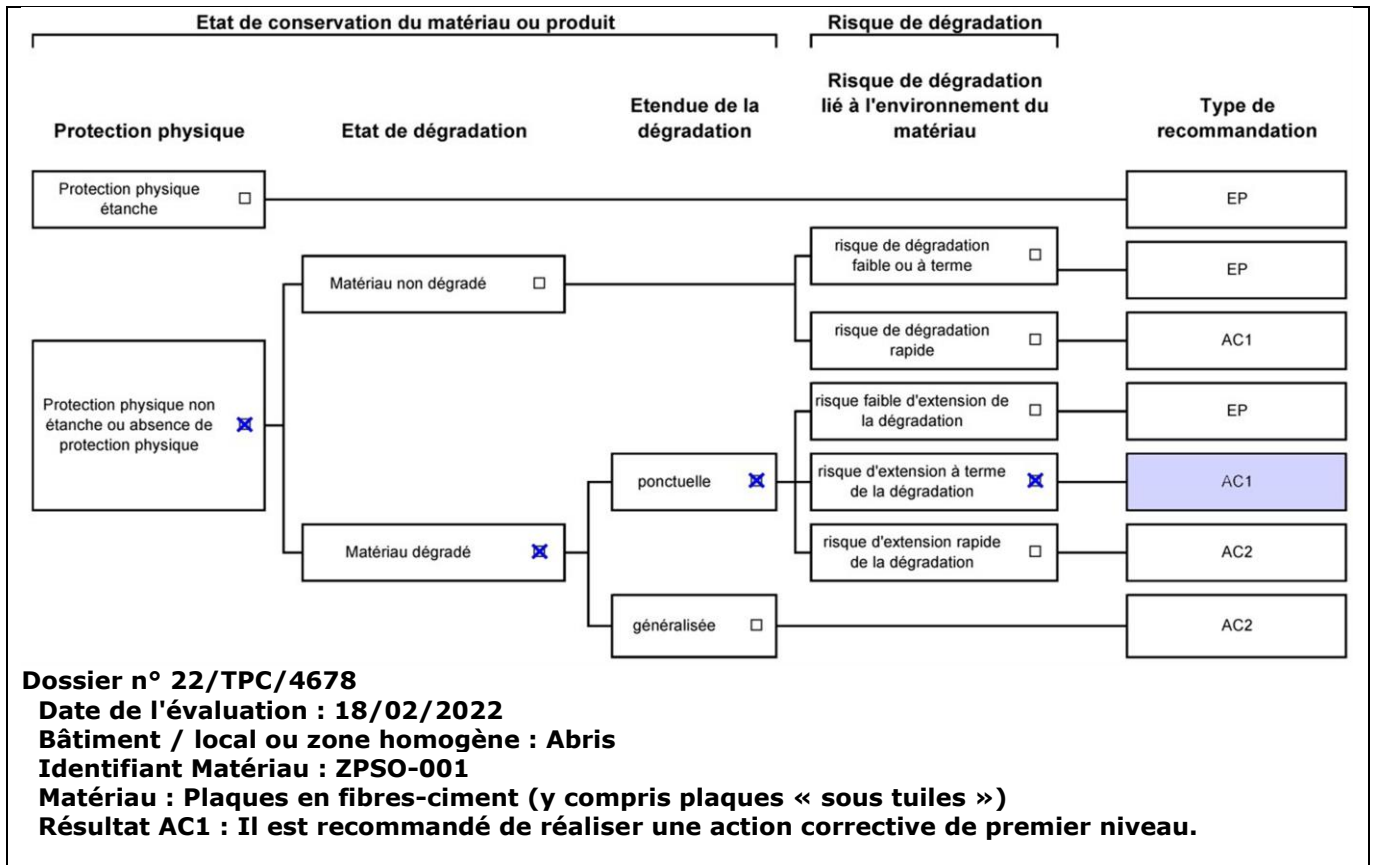 Etat de conservation du matériau ou produit
Risque de dégradation
Protection physique
Etat de dégradation
Etendue de la
dégradation
Risque de dégradation
lié à l'environnement du
matériau
Type de
recommandation
Protection physique
étanche
EP
risque de dégradation
faible ou à terme
EP
Matériau non dégradé
risque de dégradation
rapide
AC1
Protection physique non
étanche ou absence de
protection physique
risque faible d'extension de
la dégradation
EP
ponctuelle
risque d'extension à terme
de la dégradation
AC1
Matériau dégradé
risque d'extension rapide
de la dégradation
AC2
généralisée
AC2
Dossier n° 22/TPC/4678
Date de l'évaluation : 18/02/2022
Bâtiment / local ou zone homogène : Abris
Identifiant Matériau : ZPSO-001
Matériau : Plaques en fibres-ciment (y compris plaques « sous tuiles »)
Résultat AC1 : Il est recommandé de réaliser une action corrective de premier niveau.